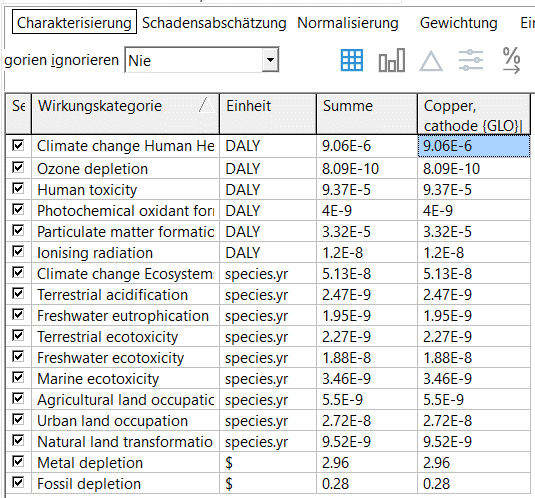 Charakterisierung Schadensabschätzung Normalisierung Gewichtung Ei
gorien ignorieren Nie
%
Se Wirkungskategorie Einheit Summe Copper,
cathode {GLO}|
Climate change Human He DALY 9.06E-6 9.06E-6
Ozone depletion DALY 8.09E-10 8.09E-10
Human toxicity DALY 9.37E-5 9.37E-5
Photochemical oxidant for DALY 4E-9 4E-9
Particulate matter formatic DALY 3.32E-5 3.32E-5
Ionising radiation DALY 1.2E-8 1.2E-8
Climate change Ecosystem species.yr 5.13E-8 5.13E-8
Terrestrial acidification species.yr 2.47E-9 2.47E-9
Freshwater eutrophication species.yr 1.95E-9 1.95E-9
Terrestrial ecotoxicity species.yr 2.27E-9 2.27E-9
Freshwater ecotoxicity species.yr 1.88E-8 1.88E-8
Marine ecotoxicity species.yr 3.46E-9 3.46E-9
Agricultural land occupatic species.yr 5.5E-9 5.5E-9
Urban land occupation species.yr 2.72E-8 2.72E-8
Natural land transformatio species.yr 9.52E-9 9.52E-9
Metal depletion $ 2.96 2.96
Fossil depletion $ 0.28 0.28